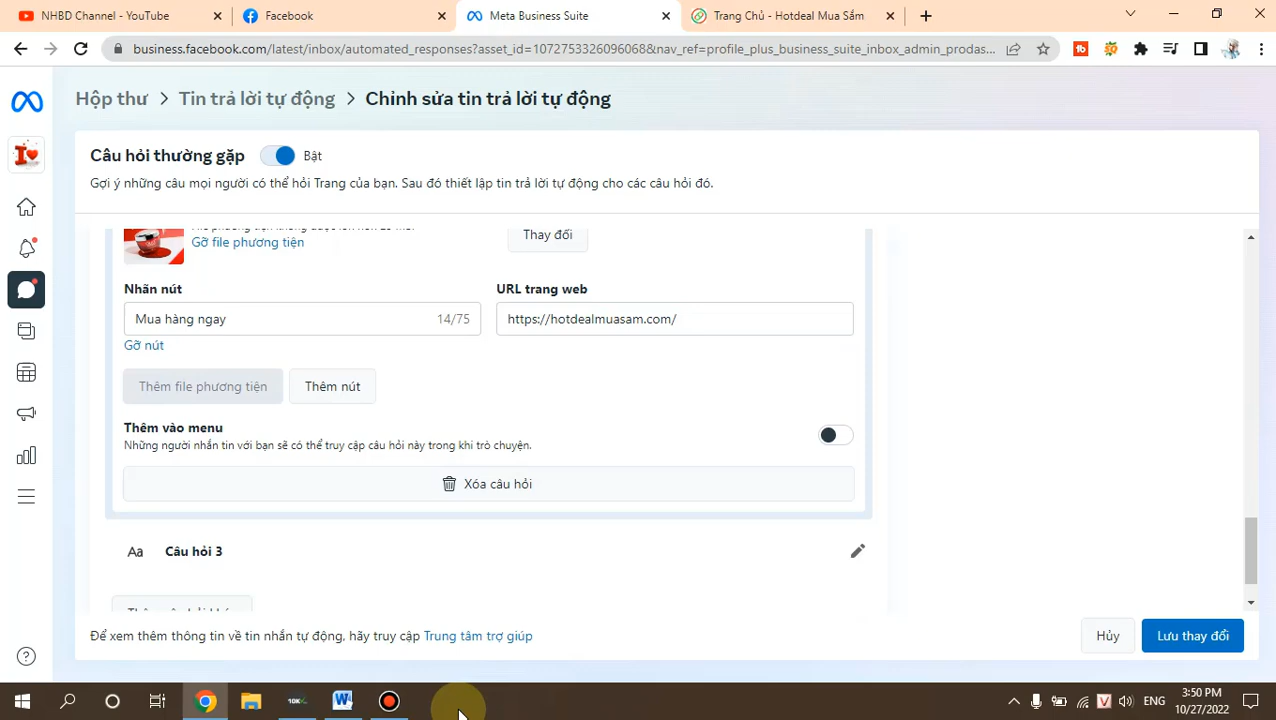 NHBD Channel - YouTube
Facebook
Meta Business Suite
Trang Chủ - Hotdeal Mua Sắm
business.facebook.com/latest/inbox/automated_responses?asset_id=107275332609606​8&nav_ref=profile_plus_business_suite_inbox_admin_prodas...
Hộp thư > Tin trả lời tự động > Chỉnh sửa tin trả lời tự động
Câu hỏi thường gặp Bật
Gợi ý những câu mọi người có thể hỏi Trang của bạn. Sau đó thiết lập tin trả lời tự động cho các câu hỏi đó.
Gỡ file phương tiện
Thay đổi
Nhãn nút
URL trang web
Mua hàng ngay 14/75
https://hotdealmuasam.com/
Gỡ nút
Thêm file phương tiện
Thêm nút
Thêm vào menu
Những người nhắn tin với bạn sẽ có thể truy cập câu hỏi này trong khi trò chuyện.
Xóa câu hỏi
Aa Câu hỏi 3
Để xem thêm thông tin về tin nhắn tự động, hãy truy cập Trung tâm trợ giúp
Hủy
Lưu thay đổi
10K
ENG
3:50 PM
10/27/2022